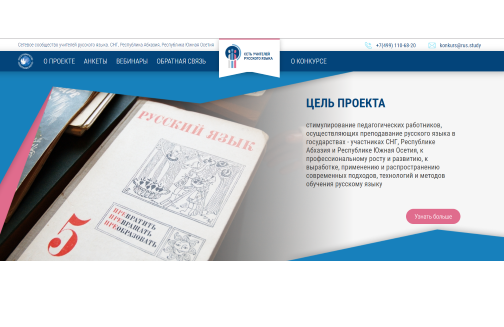 Сетевое сообщество учителей русского языка. СНГ, Республика Абхазия, Республика Южная Осетия
+7(499) 110-68-20
konkurs@rus.study
О ПРОЕКТЕ
АНКЕТЫ
ВЕБИНАРЫ
ОБРАТНАЯ СВЯЗЬ
СЕТЬ УЧИТЕЛЕЙ
РУССКОГО ЯЗЫКА
О КОНКУРСЕ
РУССКИЙ ЯЗЫК
ПРЕВРАТИТЬ
ПРЕВРАЩАТЬ
ПРЕОБРАЗОВАТЬ
5
ЦЕЛЬ ПРОЕКТА
стимулирование педагогических работников,
осуществляющих преподавание русского языка в
государствах - участниках СНГ, Республике
Абхазия и Республике Южная Осетия, к
профессиональному росту и развитию, к
выработке, применению и распространению
современных подходов, технологий и методов
обучения русскому языку
Узнать больше